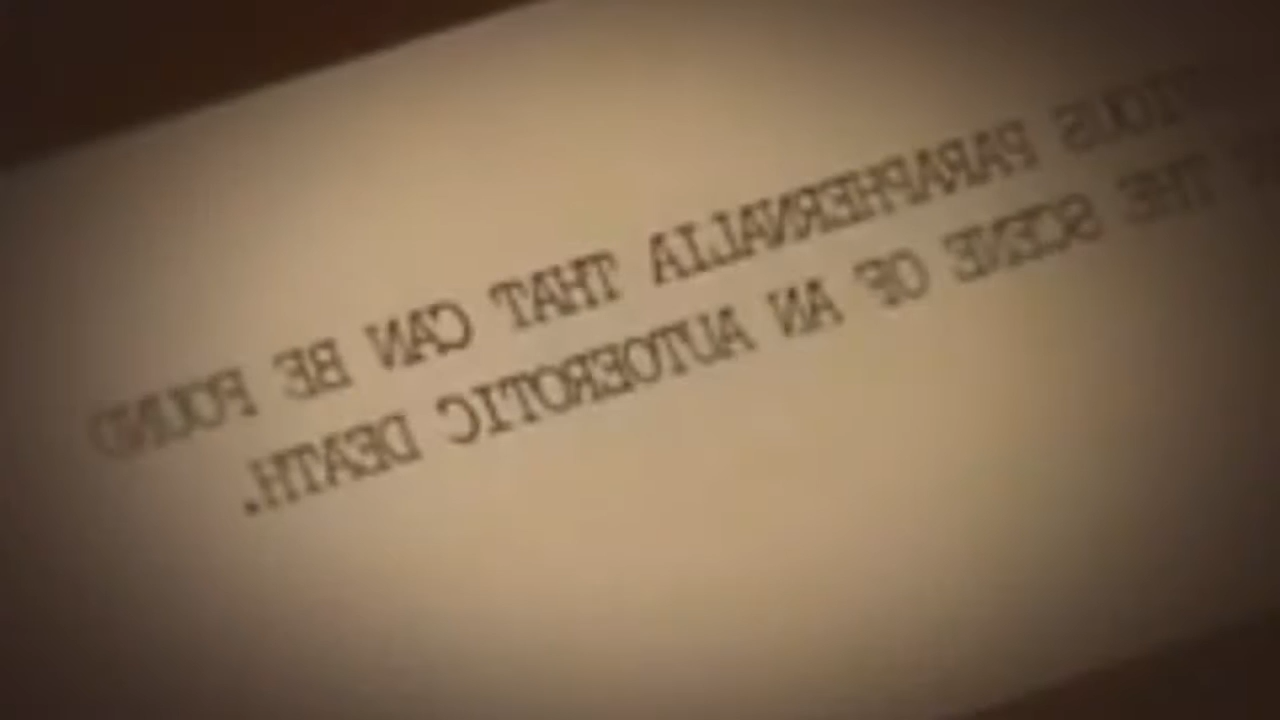 PARAPHERNALIA THAT CAN BE FOUND
THE SCENE OF AN AUTOEROTIC DEATH.